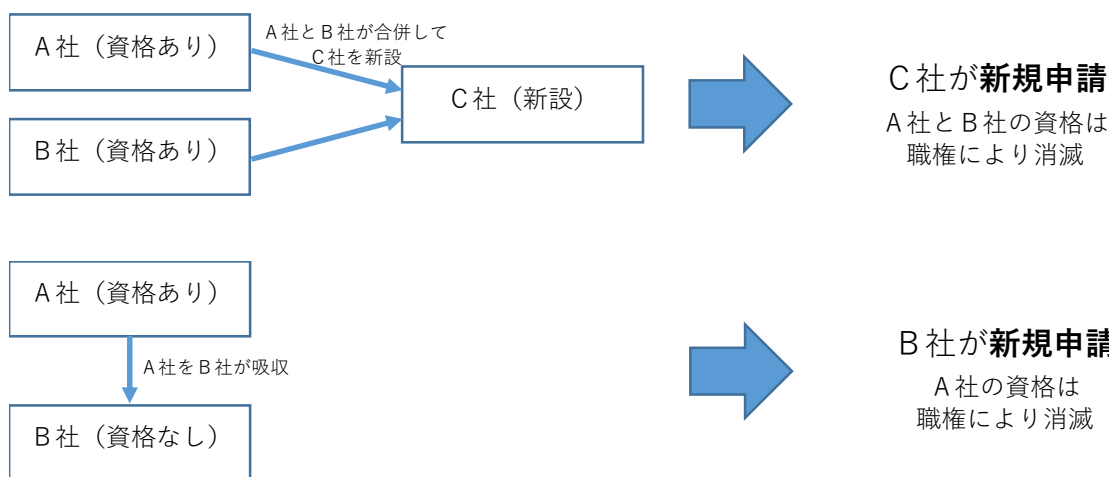 A社（資格あり）
A社とB社が合併して
C社を新設
C社（新設）
B社（資格あり）
C社が新規申請
A社とB社の資格は
職権により消滅
A社（資格あり）
A社をB社が吸収
B社（資格なし）
B社が新規申請
A社の資格は
職権により消滅